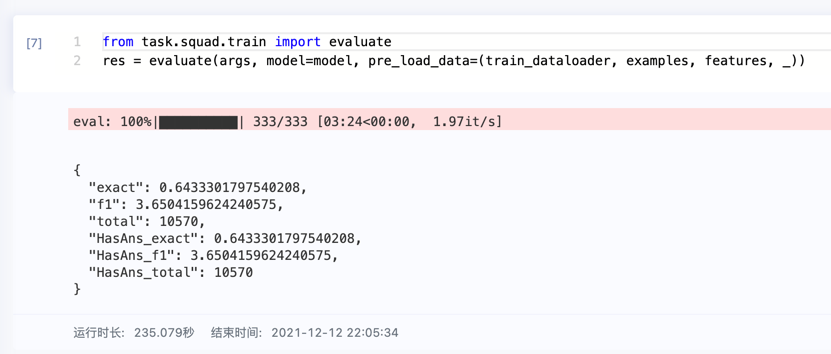 [7]
1 from task.squad.train import evaluate
2 res = evaluate(args, model=model, pre_load_data=(train_dataloader, examples, features, _))
eval: 100%|██████████| 333/333 [03:24<00:00,  1.97it/s]
{
  "exact": 0.6433301797540208,
  "f1": 3.6504159624240575,
  "total": 10570,
  "HasAns_exact": 0.6433301797540208,
  "HasAns_f1": 3.6504159624240575,
  "HasAns_total": 10570
}
运行时长: 235.079秒 结束时间: 2021-12-12 22:05:34